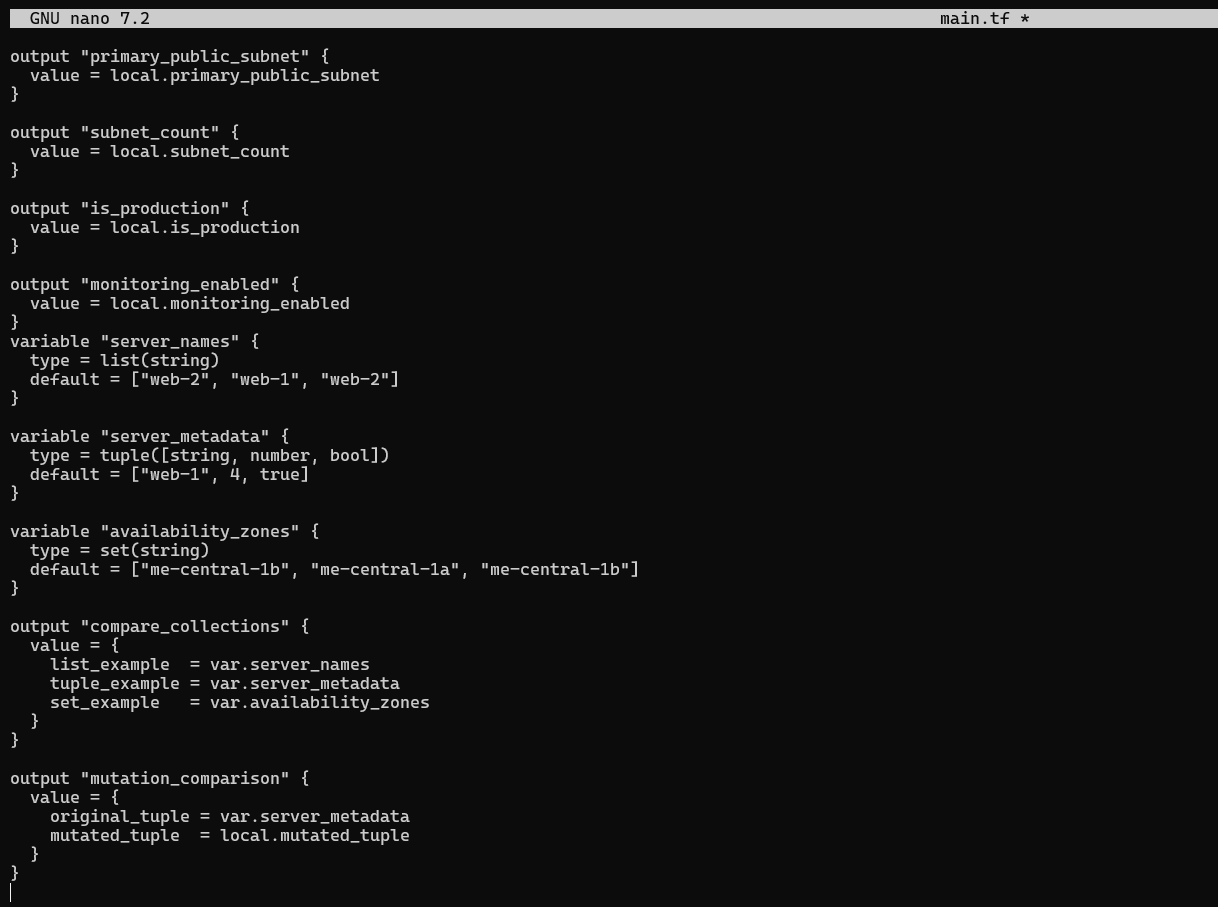 GNU nano 7.2 main.tf *
output "primary_public_subnet" {
  value = local.primary_public_subnet
}
output "subnet_count" {
  value = local.subnet_count
}
output "is_production" {
  value = local.is_production
}
output "monitoring_enabled" {
  value = local.monitoring_enabled
}
variable "server_names" {
  type = list(string)
  default = ["web-2", "web-1", "web-2"]
}
variable "server_metadata" {
  type = tuple([string, number, bool])
  default = ["web-1", 4, true]
}
variable "availability_zones" {
  type = set(string)
  default = ["me-central-1b", "me-central-1a", "me-central-1b"]
}
output "compare_collections" {
  value = {
    list_example  = var.server_names
    tuple_example = var.server_metadata
    set_example   = var.availability_zones
  }
}
output "mutation_comparison" {
  value = {
    original_tuple = var.server_metadata
    mutated_tuple  = local.mutated_tuple
  }
}